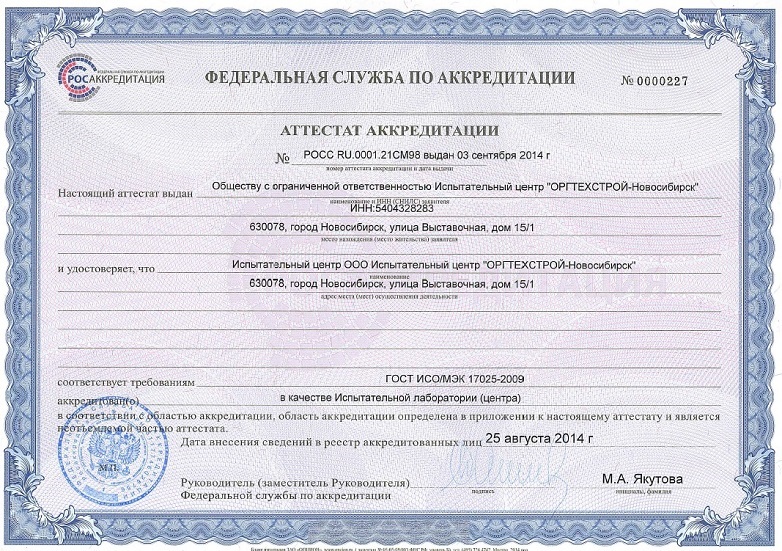 ФЕДЕРАЛЬНАЯ СЛУЖБА ПО АККРЕДИТАЦИИ
РОСАККРЕДИТАЦИЯ
ФЕДЕРАЛЬНАЯ СЛУЖБА ПО АККРЕДИТАЦИИ
№ 0000227
АТТЕСТАТ АККРЕДИТАЦИИ
№ РОСС RU.0001.21СМ98 выдан 03 сентября 2014 г
номер аттестата аккредитации и дата выдачи
Настоящий аттестат выдан Обществу с ограниченной ответственностью Испытательный центр "ОРГТЕХСТРОЙ-Новосибирск"
наименование и ИНН (СНИЛС) заявителя
ИНН:5404328283
630078, город Новосибирск, улица Выставочная, дом 15/1
место нахождения (место жительства) заявителя
и удостоверяет, что Испытательный центр ООО Испытательный центр "ОРГТЕХСТРОЙ-Новосибирск"
наименование
630078, город Новосибирск, улица Выставочная, дом 15/1
адрес места (мест) осуществления деятельности
соответствует требованиям ГОСТ ИСО/МЭК 17025-2009
аккредитован(о) в качестве Испытательной лаборатории (центра)
в соответствии с областью аккредитации, область аккредитации определена в приложении к настоящему аттестату и является
неотъемлемой частью аттестата.
Дата внесения сведений в реестр аккредитованных лиц 25 августа 2014 г
М.П.
Руководитель (заместитель Руководителя)
Федеральной службы по аккредитации
подпись
М.А. Якутова
инициалы, фамилия